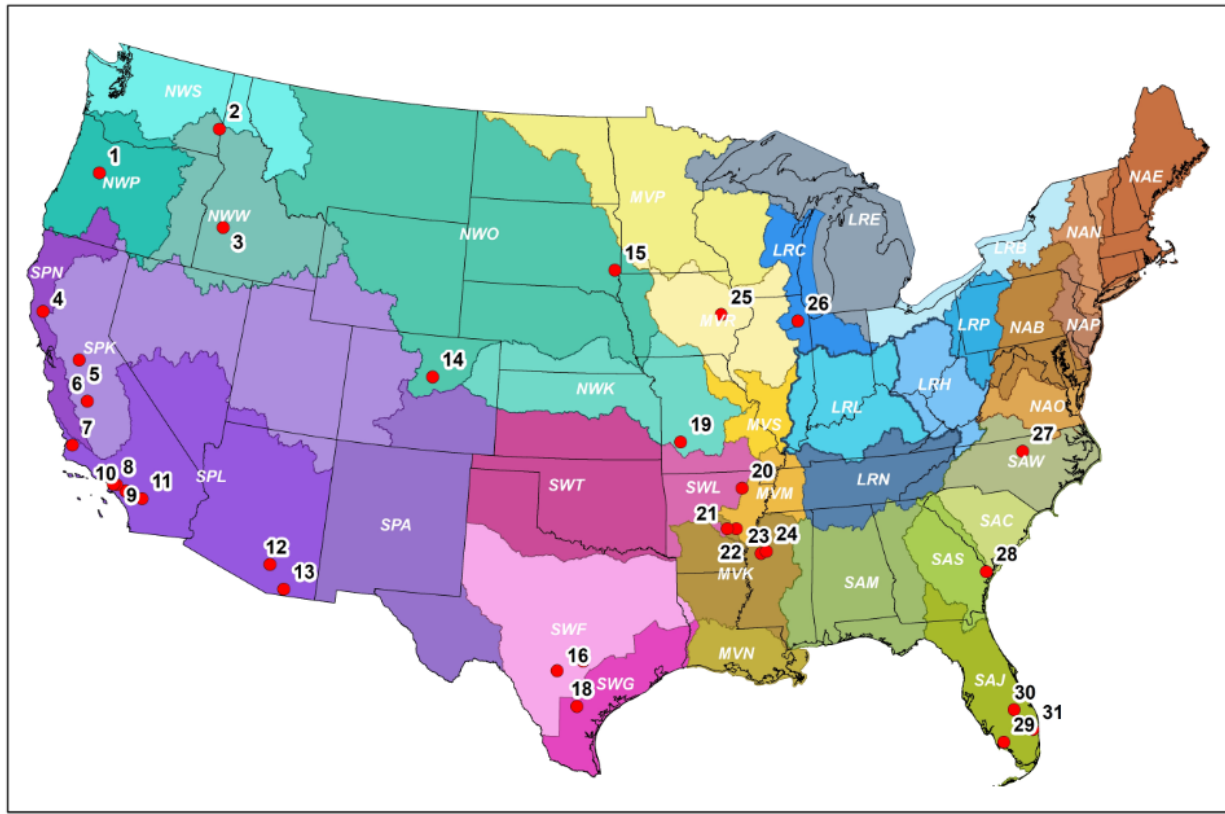 NWS
2
1
NWP
NAE
MVP
LRE
NWW
3
NWO
NAN
LRB
LRC
15
SPN
4
25
MVR
26
LRP
NAB
NAP
SPK
6 5
14
NWK
LRH
LRL
NAO
7
MVS
19
27
SAW
10 8
9 11
SPL
SWT
SWL
20
MVM
LRN
SPA
21
22
23 24
SAC
12
13
MVK
SAS
28
SAM
SWF
MVN
16
18
SWG
SAJ
30
29
31